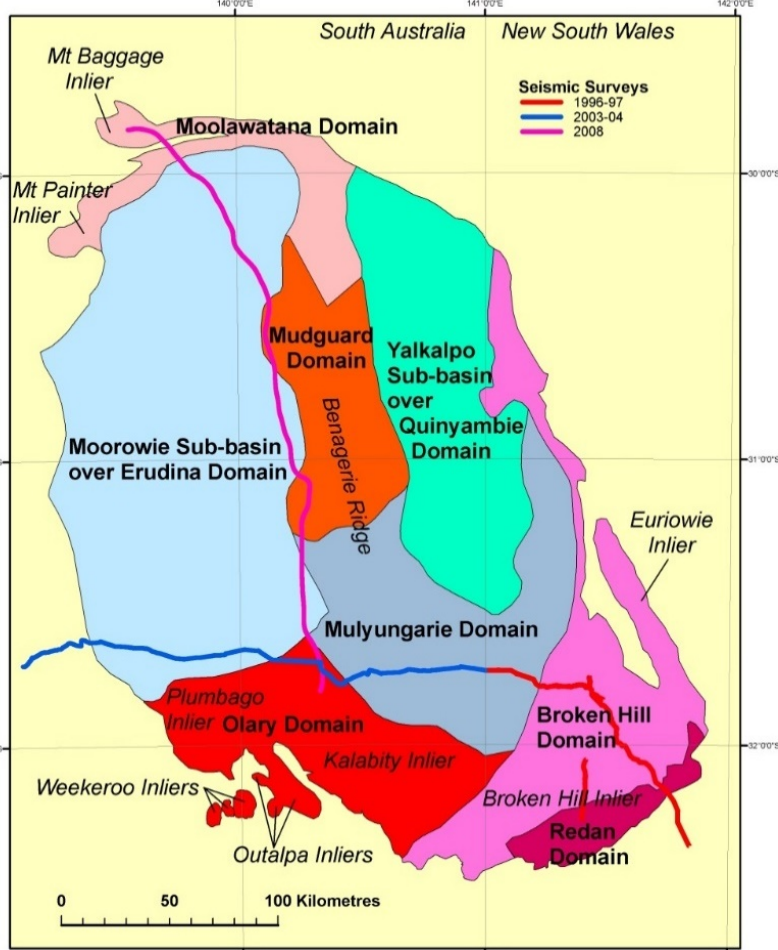 140°0'0"E
141°0'0"E
142°0'0"E
South Australia
New South Wales
Mt Baggage
Inlier
Seismic Surveys
1996-97
2003-04
2008
Moolawatana Domain
30°0'0"S
Mt Painter
Inlier
Mudguard
Domain
Yalkalpo
Sub-basin
over
Quinyambie
Domain
Benagerie Ridge
Moorowie Sub-basin
over Erudina Domain
31°0'0"S
Euriowie
Inlier
Mulyungarie Domain
Plumbago
Inlier
Olary Domain
Broken Hill
Domain
32°0'0"S
Kalabity Inlier
Weekeroo Inliers
Broken Hill Inlier
Redan
Domain
Outalpa Inliers
0 50 100 Kilometres